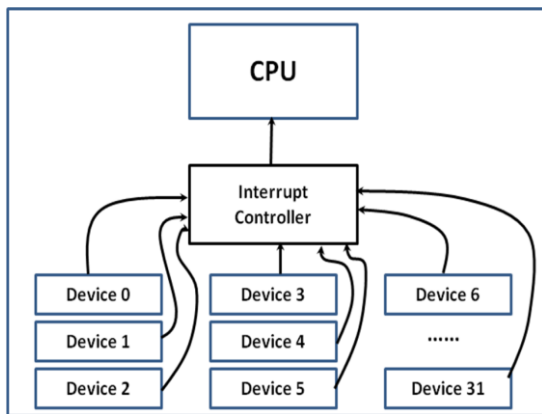 CPU
Interrupt
Controller
Device 0
Device 1
Device 2
Device 3
Device 4
Device 5
Device 6
......
Device 31